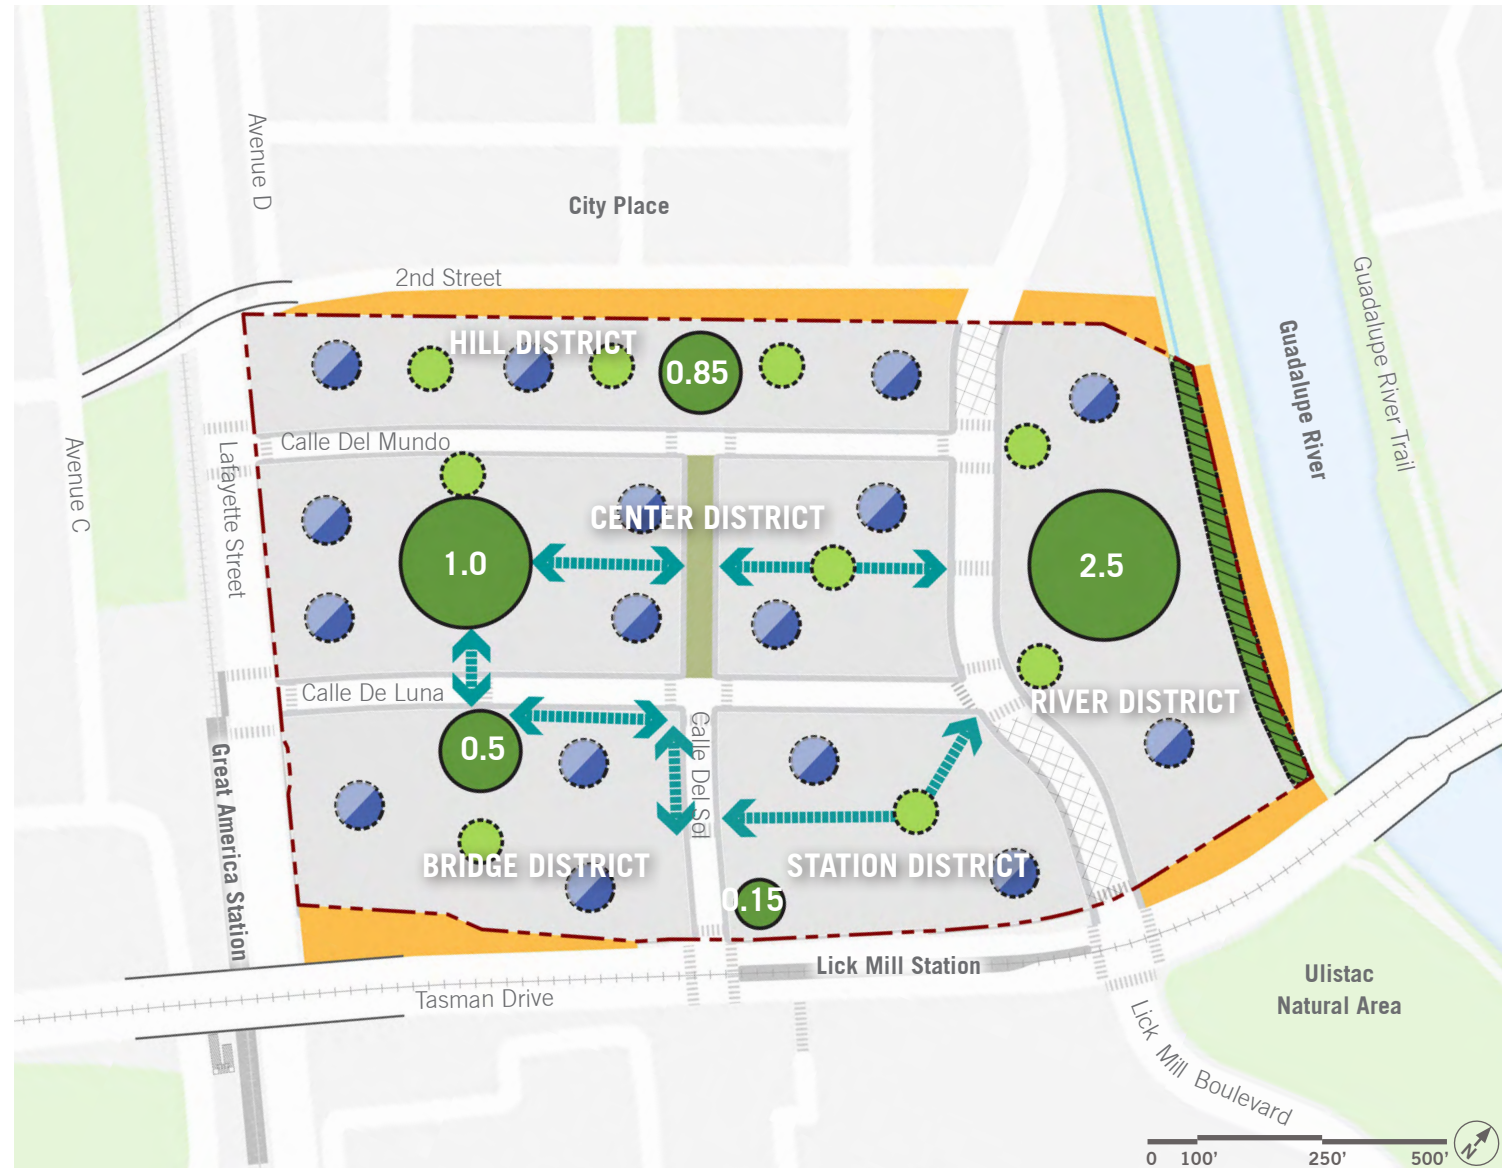 Avenue D
City Place
2nd Street
HILL DISTRICT
0.85
Calle Del Mundo
Avenue C
Lafayette Street
Guadalupe River
Guadalupe River Trail
CENTER DISTRICT
1.0
2.5
Calle De Luna
RIVER DISTRICT
0.5
Calle Del Sol
Great America Station
BRIDGE DISTRICT
STATION DISTRICT
0.15
Lick Mill Station
Tasman Drive
Ulistac
Natural Area
Lick Mill Boulevard
0 100' 250' 500'
N